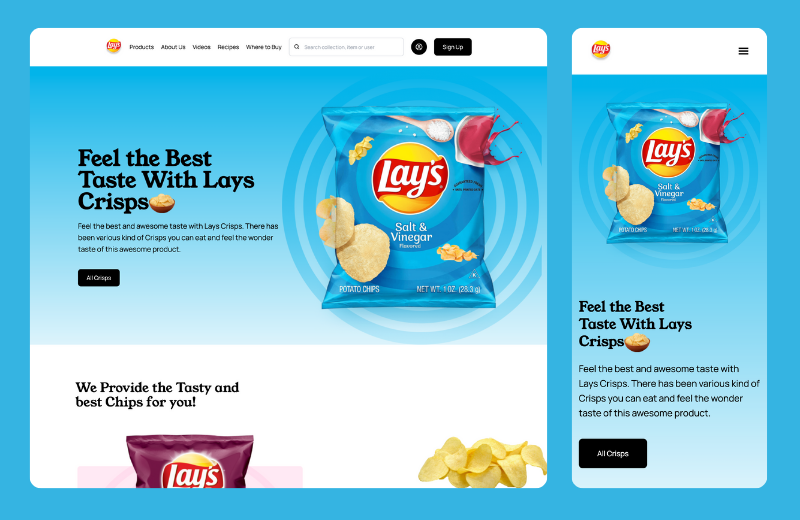 Lay's
Products
About Us
Videos
Recipes
Where to Buy
Search collection, item or user
Sign Up
Feel the Best
Taste With Lays
Crisps
Feel the best and awesome taste with Lays Crisps. There has
been various kind of Crisps you can eat and feel the wonder
taste of this awesome product.
All Crisps
Lay's
Salt &
Vinegar
Flavored
POTATO CHIPS
NET WT. 1 OZ. (28.3 g)
We Provide the Tasty and
best Chips for you!
Lay's
Lay's
Lay's
Salt &
Vinegar
Flavored
POTATO CHIPS
NET WT. 1 OZ. (28.3 g)
Feel the Best
Taste With Lays
Crisps
Feel the best and awesome taste with
Lays Crisps. There has been various kind of
Crisps you can eat and feel the wonder
taste of this awesome product.
All Crisps